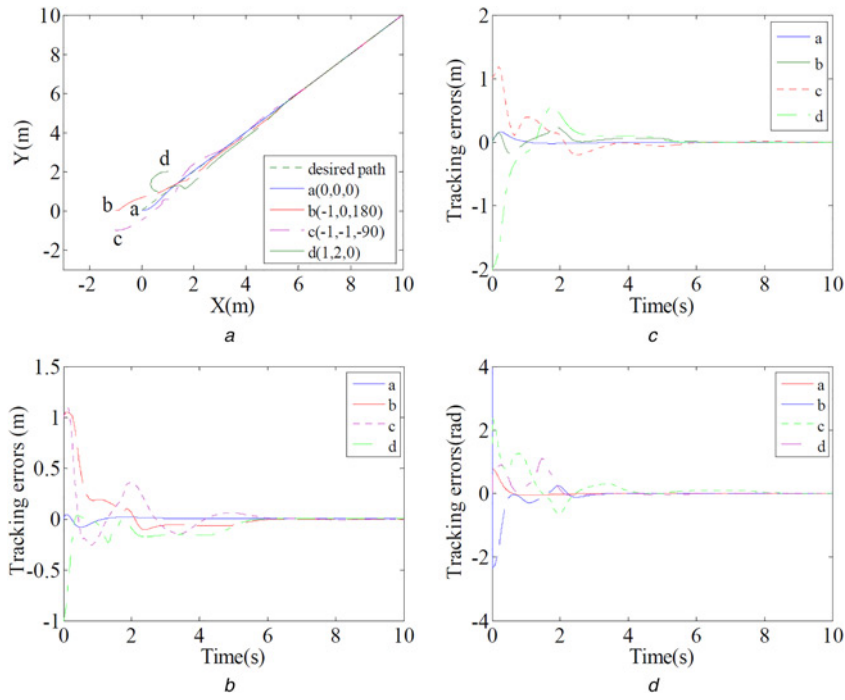 10
8
6
4
2
0
-2
Y(m)
-2
0
2
4
6
8
10
X(m)
a
b
c
d
desired path
a(0,0,0)
b(-1,0,180)
c(-1,-1,-90)
d(1,2,0)
a
2
1
0
-1
-2
Tracking errors(m)
0
2
4
6
8
10
Time(s)
a
b
c
d
c
1.5
1
0.5
0
-0.5
-1
Tracking errors (m)
0
2
4
6
8
10
Time(s)
a
b
c
d
b
4
2
0
-2
-4
Tracking errors(rad)
0
2
4
6
8
10
Time(s)
a
b
c
d
d